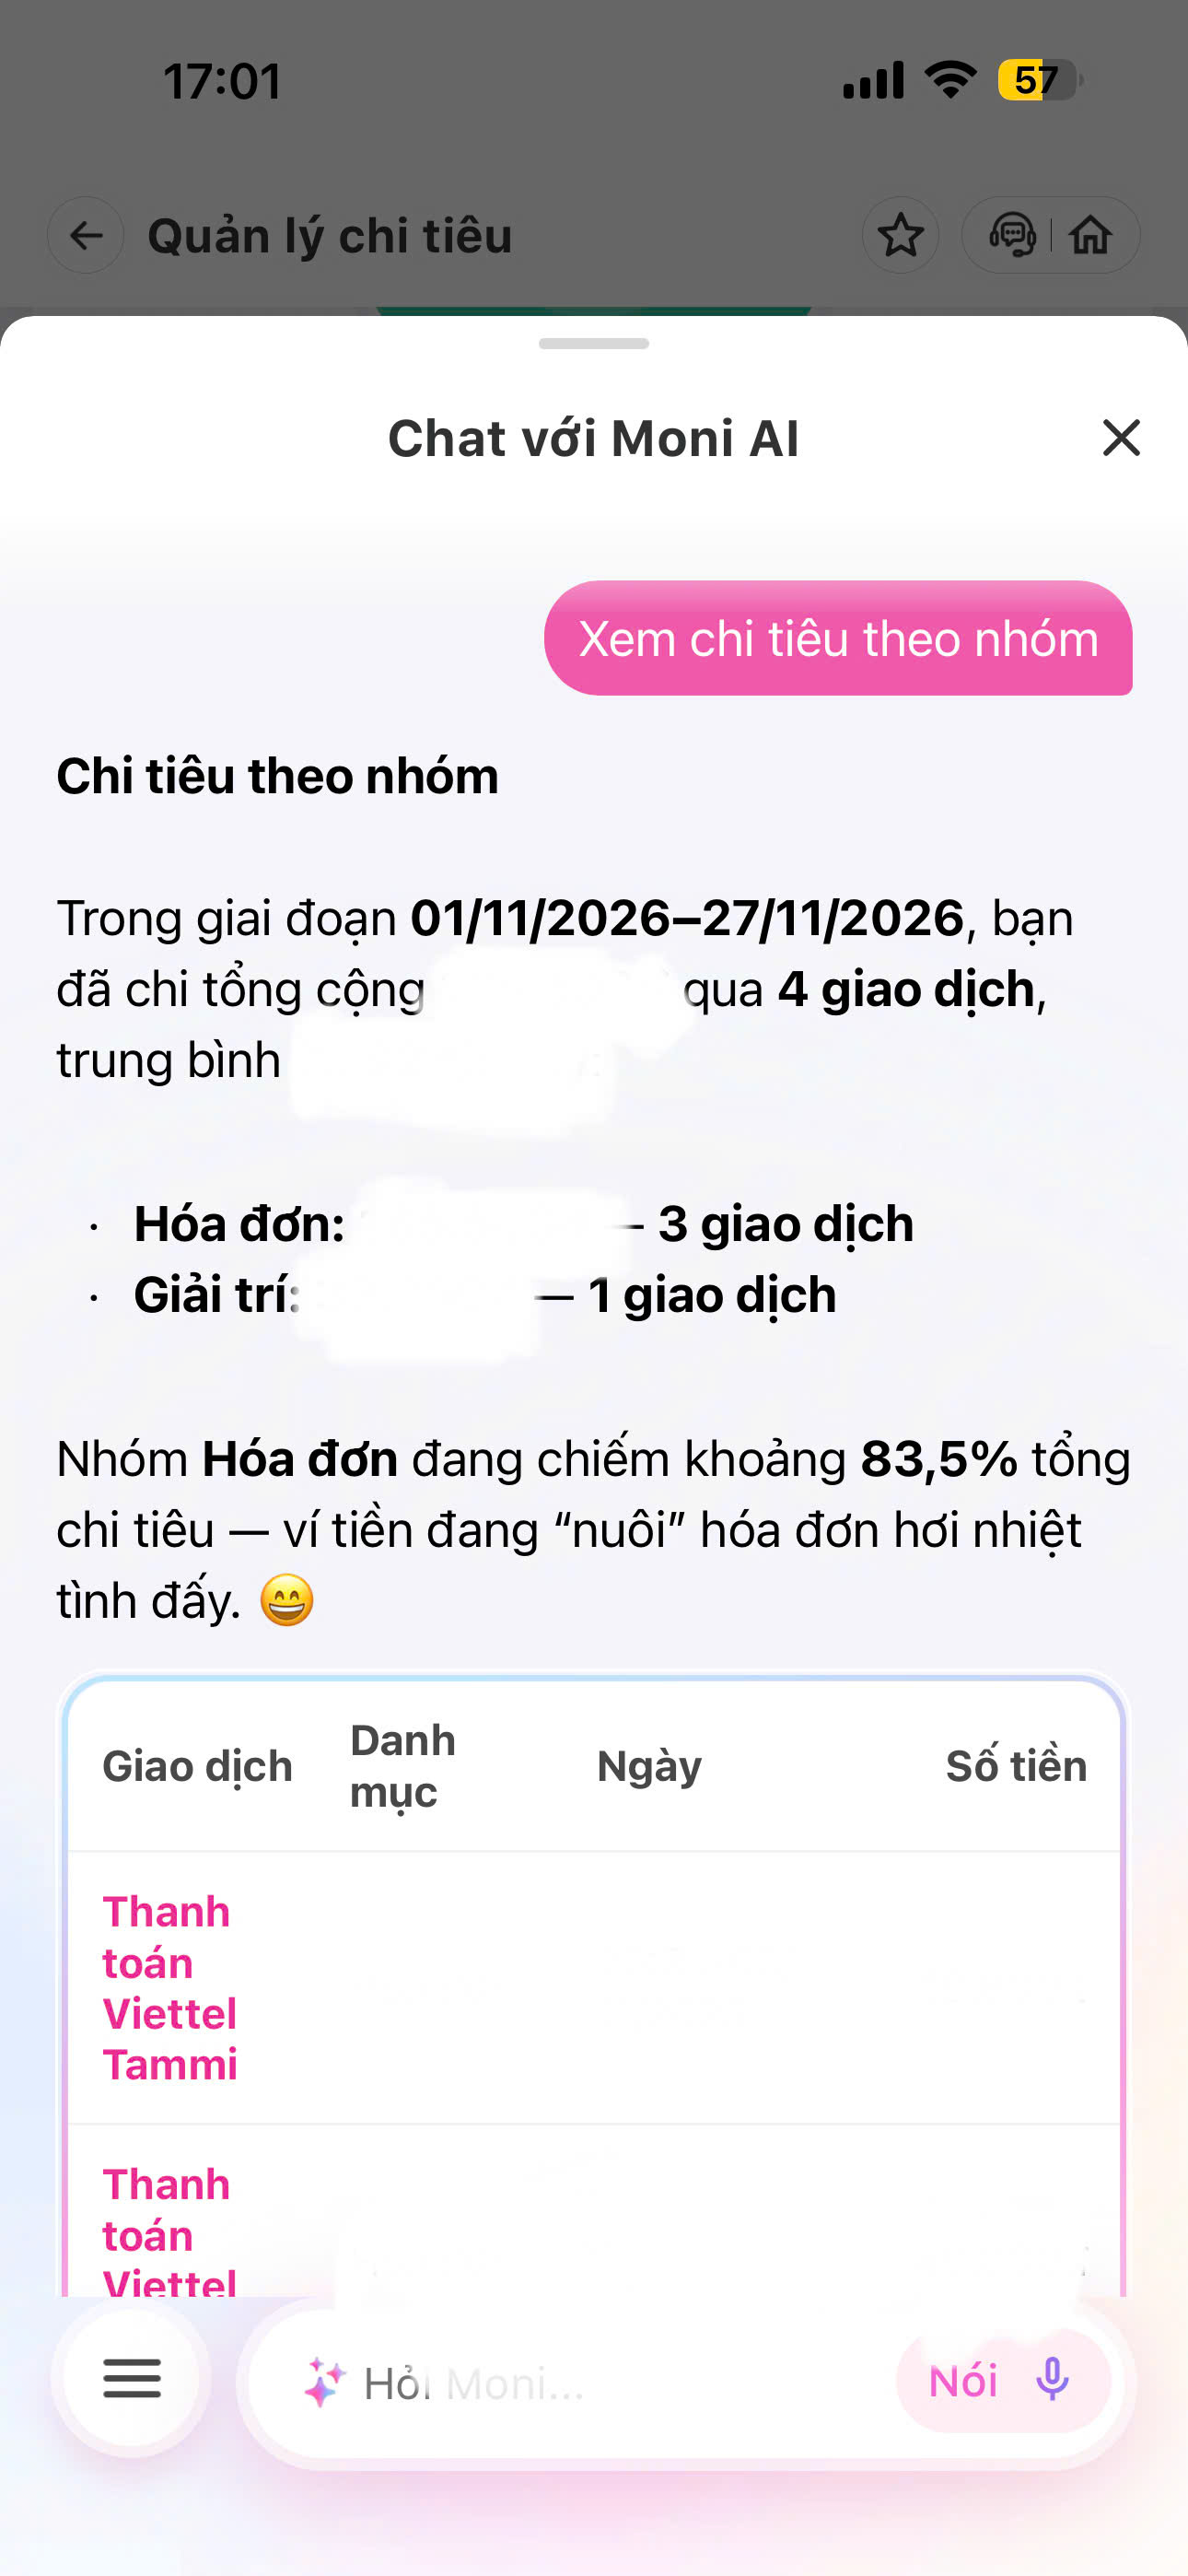 17:01
57
Quản lý chi tiêu
Chat với Moni AI
Xem chi tiêu theo nhóm
Chi tiêu theo nhóm
Trong giai đoạn 01/11/2026–27/11/2026, bạn
đã chi tổng cộng qua 4 giao dịch,
trung bình
· Hóa đơn: — 3 giao dịch
· Giải trí: — 1 giao dịch
Nhóm Hóa đơn đang chiếm khoảng 83,5% tổng
chi tiêu — ví tiền đang “nuôi” hóa đơn hơi nhiệt
tình đấy. 😄
Giao dịch Danh mục Ngày Số tiền
Thanh
toán
Viettel
Tammi
Thanh
toán
Viettel
Hỏi Moni...
Nói